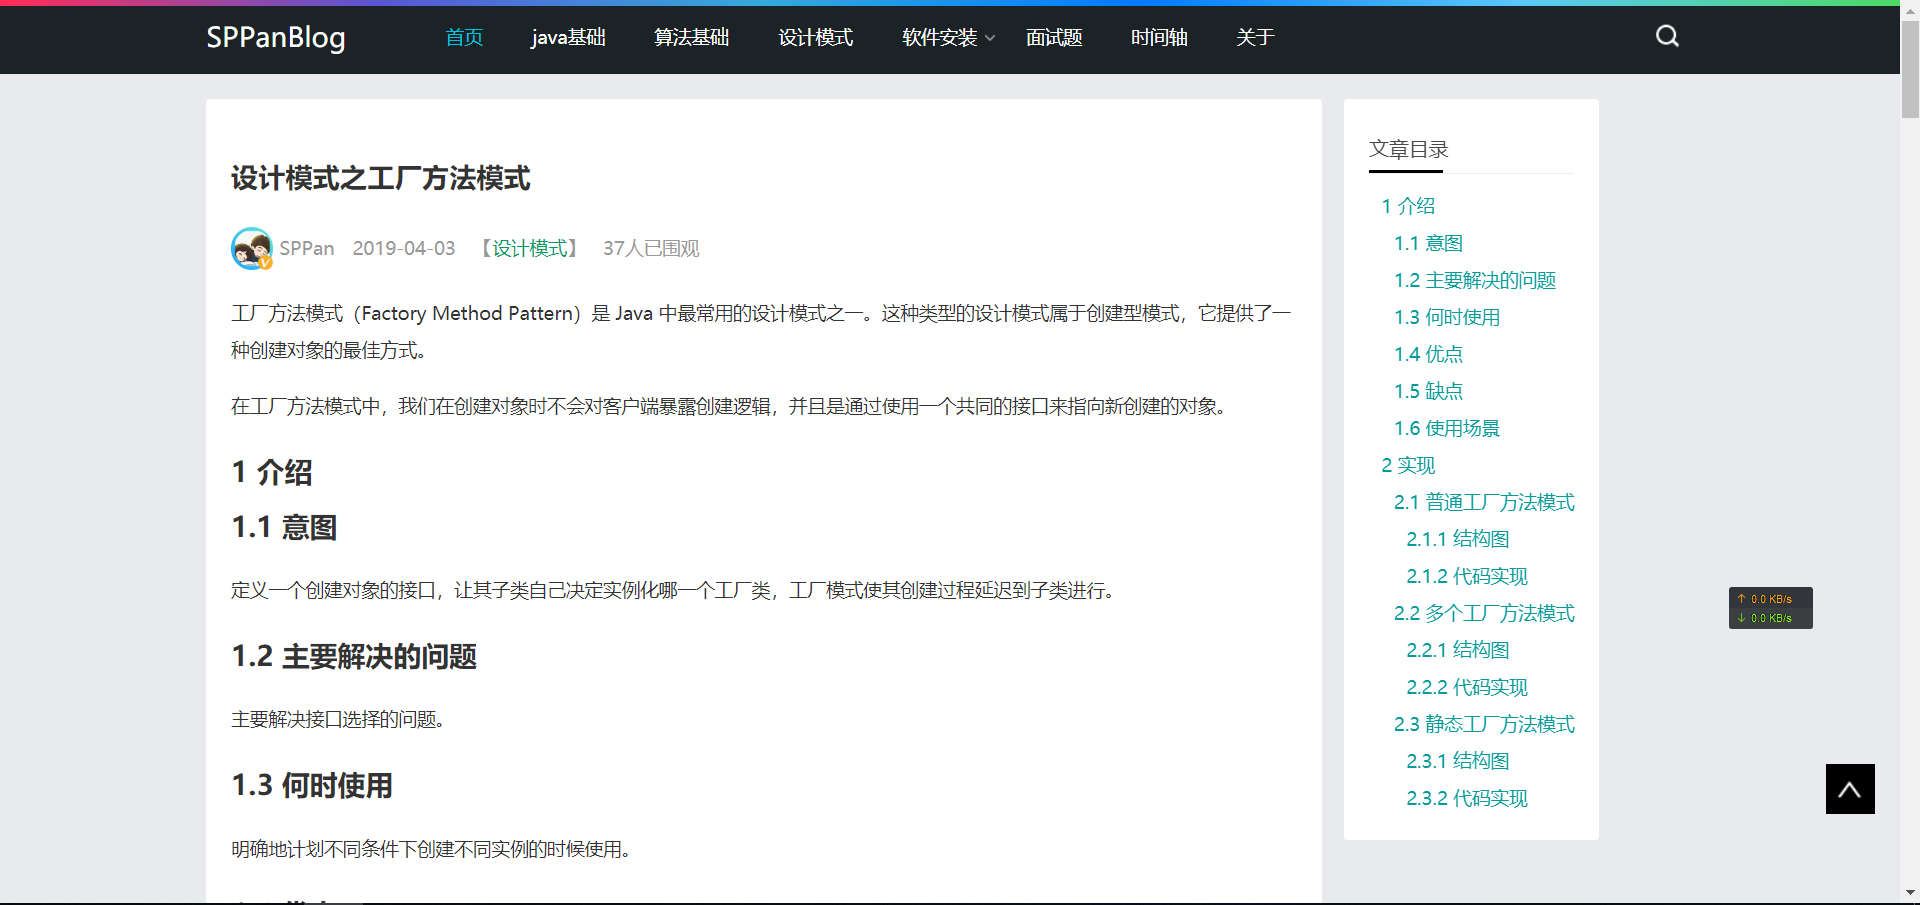 SPPanBlog
首页 java基础 算法基础 设计模式 软件安装 面试题 时间轴 关于
设计模式之工厂方法模式
SPPan 2019-04-03 【设计模式】 37人已围观
工厂方法模式（Factory Method Pattern）是 Java 中最常用的设计模式之一。这种类型的设计模式属于创建型模式，它提供了一
种创建对象的最佳方式。
在工厂方法模式中，我们在创建对象时不会对客户端暴露创建逻辑，并且是通过使用一个共同的接口来指向新创建的对象。
1 介绍
1.1 意图
定义一个创建对象的接口，让其子类自己决定实例化哪一个工厂类，工厂模式使其创建过程延迟到子类进行。
1.2 主要解决的问题
主要解决接口选择的问题。
1.3 何时使用
明确地计划不同条件下创建不同实例的时候使用。
文章目录
1 介绍
1.1 意图
1.2 主要解决的问题
1.3 何时使用
1.4 优点
1.5 缺点
1.6 使用场景
2 实现
2.1 普通工厂方法模式
2.1.1 结构图
2.1.2 代码实现
2.2 多个工厂方法模式
2.2.1 结构图
2.2.2 代码实现
2.3 静态工厂方法模式
2.3.1 结构图
2.3.2 代码实现
↑ 0.0 KB/s
↓ 0.0 KB/s